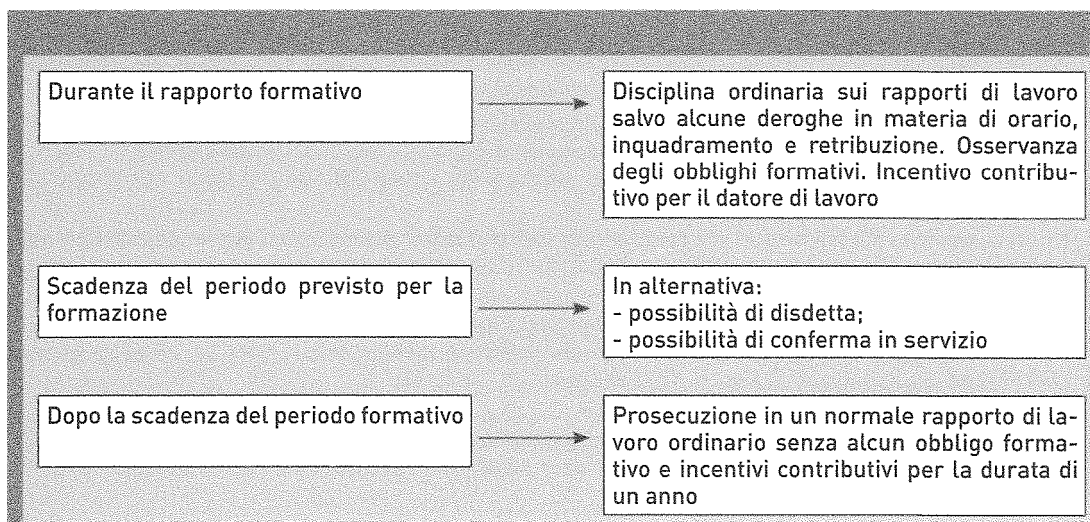 Durante il rapporto formativo
Disciplina ordinaria sui rapporti di lavoro
salvo alcune deroghe in materia di orario,
inquadramento e retribuzione. Osservanza
degli obblighi formativi. Incentivo contribu-
tivo per il datore di lavoro
Scadenza del periodo previsto per la
formazione
In alternativa:
- possibilità di disdetta;
- possibilità di conferma in servizio
Dopo la scadenza del periodo formativo
Prosecuzione in un normale rapporto di la-
voro ordinario senza alcun obbligo forma-
tivo e incentivi contributivi per la durata di
un anno